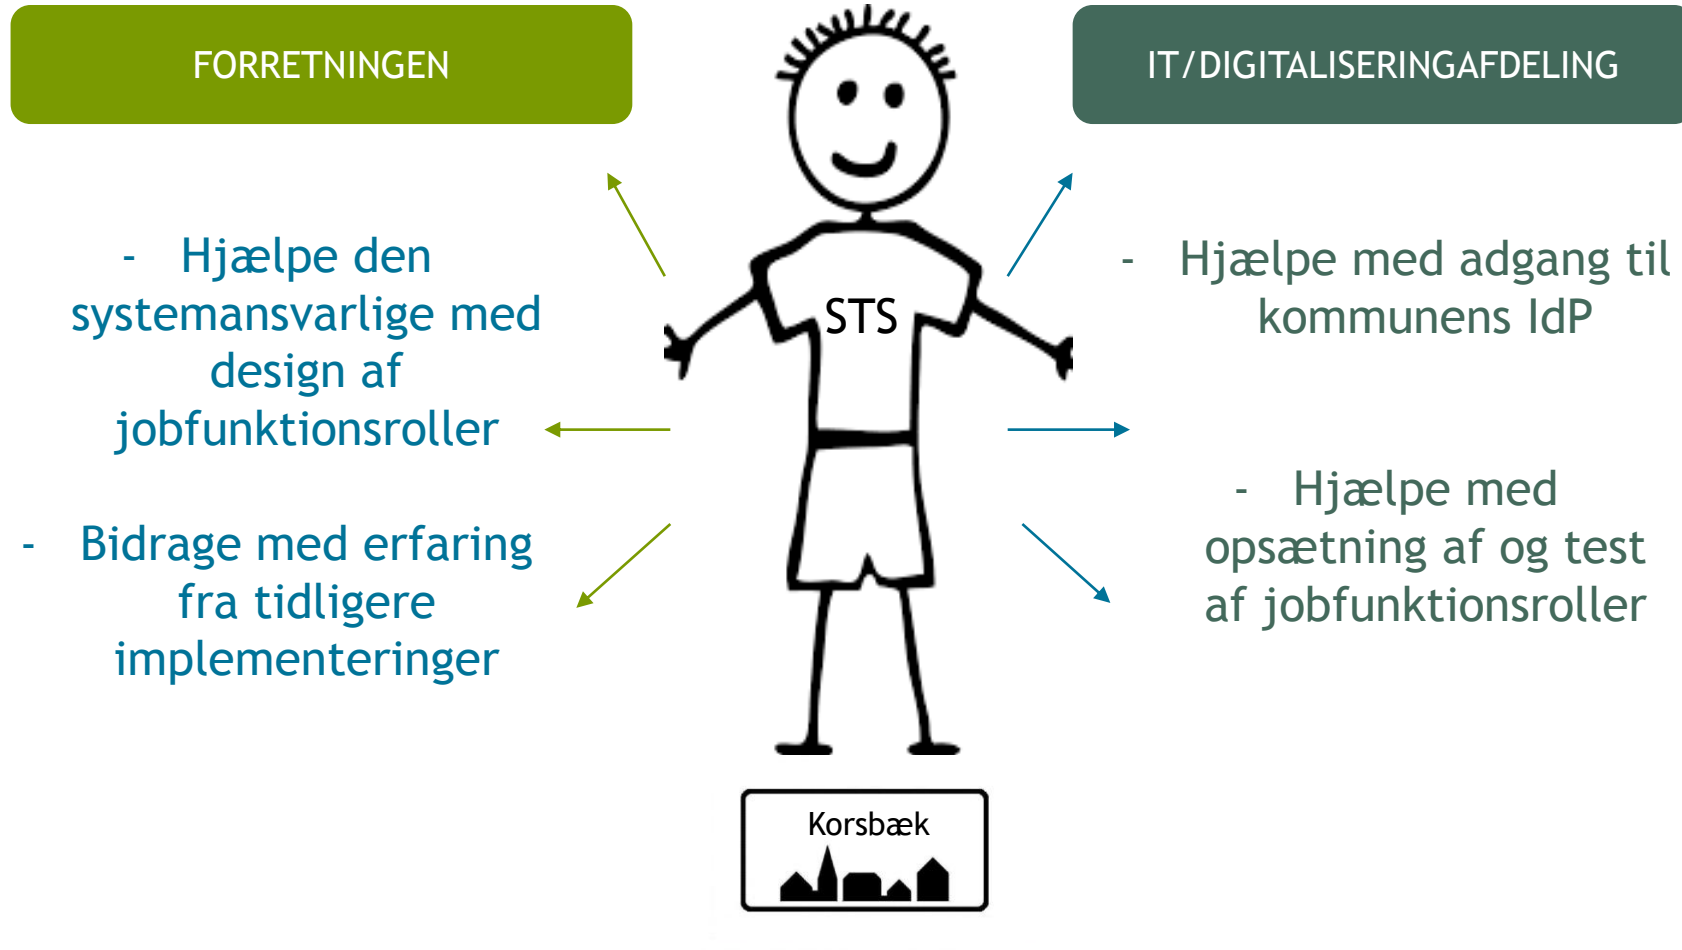 FORRETNINGEN
- Hjælpe den
systemansvarlige med
design af
jobfunktionsroller
- Bidrage med erfaring
fra tidligere
implementeringer
STS
Korsbæk
IT/DIGITALISERINGAFDELING
- Hjælpe med adgang til
kommunens IdP
- Hjælpe med
opsætning af og test
af jobfunktionsroller